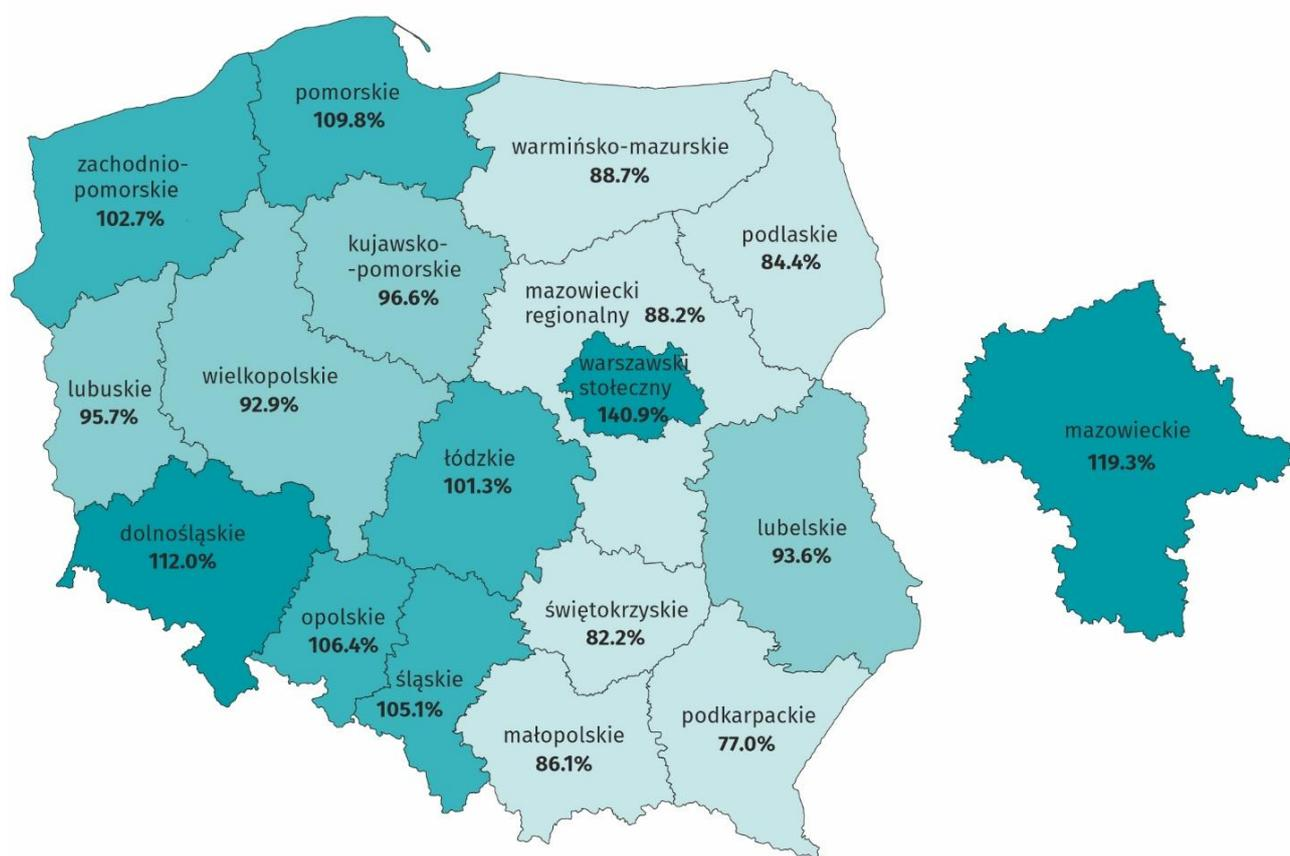 pomorskie
109.8%
zachodnio-
pomorskie
102.7%
warmińsko-mazurskie
88.7%
podlaskie
84.4%
kujawsko-
-pomorskie
96.6%
mazowiecki
regionalny 88.2%
warszawski
stołeczny
140.9%
lubuskie
95.7%
wielkopolskie
92.9%
łódzkie
101.3%
mazowieckie
119.3%
dolnośląskie
112.0%
lubelskie
93.6%
opolskie
106.4%
świętokrzyskie
82.2%
śląskie
105.1%
małopolskie
86.1%
podkarpackie
77.0%